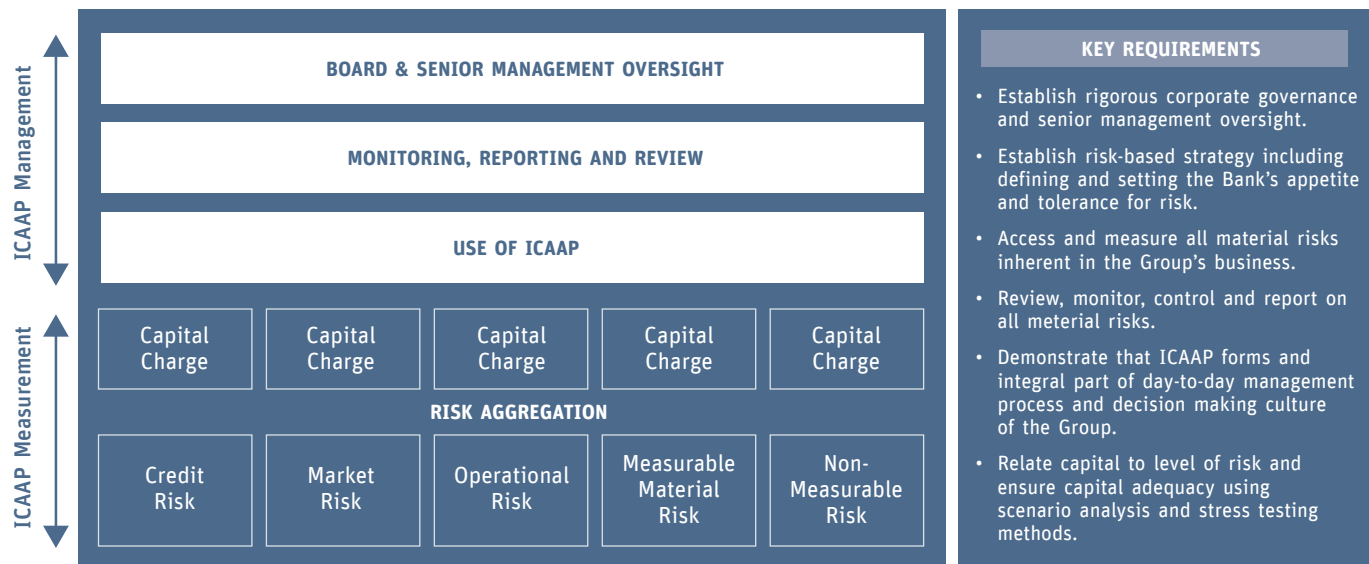 ICAAP Management
BOARD & SENIOR MANAGEMENT OVERSIGHT
MONITORING, REPORTING AND REVIEW
USE OF ICAAP
ICAAP Measurement
Capital
Charge
Capital
Charge
Capital
Charge
Capital
Charge
Capital
Charge
RISK AGGREGATION
Credit
Risk
Market
Risk
Operational
Risk
Measurable
Material
Risk
Non-
Measurable
Risk
KEY REQUIREMENTS
• Establish rigorous corporate governance
and senior management oversight.
• Establish risk-based strategy including
defining and setting the Bank's appetite
and tolerance for risk.
• Access and measure all material risks
inherent in the Group's business.
• Review, monitor, control and report on
all meterial risks.
• Demonstrate that ICAAP forms and
integral part of day-to-day management
process and decision making culture
of the Group.
• Relate capital to level of risk and
ensure capital adequacy using
scenario analysis and stress testing
methods.